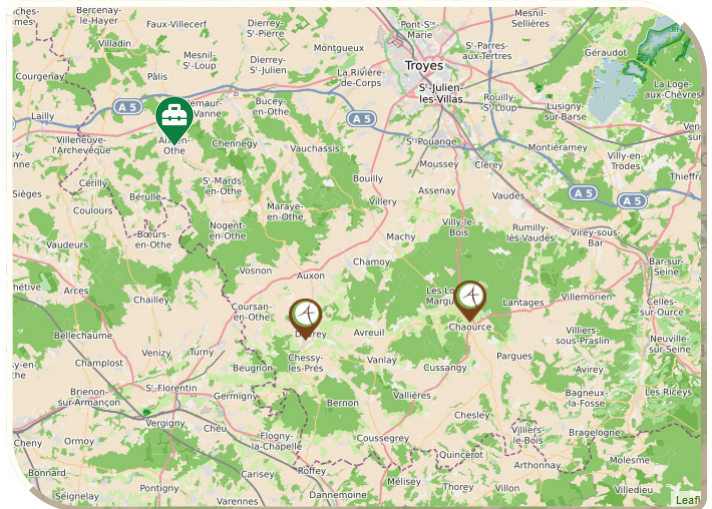 Bercenay-
le-Hayer
Faux-Villecerf
Dierrey-
Sᵗ-Pierre
Pont-Sᵗᵉ-
Marie
Mesnil-
Sellières
Villadin
Mesnil-
Sᵗ-Loup
Montgueux
Sᵗ-Parres-
aux-Tertres
Géraudot
Courgenay
Pâlis
Dierrey-
Sᵗ-Julien
La Rivière-
de-Corps
Troyes
Sᵗ-Julien-
les-Villas
La Loge-
aux-Chèvres
A 5
Bucey-
en-Othe
Rouilly-
Sᵗ-Loup
Lusigny-
sur-Barse
Lailly
A 5
Villeneuve-
l'Archevêque
Othe
Chennegy
Vauchassis
Moussey
Clérey
Montiéramey
Villy-en-
Trodes
Cérilly
Sᵗ-Mards-
en-Othe
Bouilly
Assenay
A 5
A 5
Bérulle
Coulours
Maraye-
en-Othe
Villery
Vaudes
Nogent-
en-Othe
Villy-le-
Bois
Rumilly-
lès-Vaudes
Virey-sous-
Bar
Vaudeurs
Bœurs-
en-Othe
Machy
Vosnon
Auxon
Chamoy
Bar-sur-
Seine
Arces
Chailley
Coursan-
en-Othe
Lantages
Villemorien
Celles-
sur-Ource
Chaource
Bellechaume
Avreuil
Villiers-
sous-Praslin
Neuville-
sur-Seine
Venizy
Turny
Chessy-
les-Prés
Vanlay
Pargues
Champlost
Beugnon
Cussangy
Avirey
Brienon-
sur-Armançon
Sᵗ Florentin
Germigny
Bernon
Vallières
Bagneux-
la-Fosse
Les Riceys
Vergigny
Cheu
Chesley
Cheny
Ormoy
Flogny-
la-Chapelle
Coussegrey
Villiers-
le-Bois
Bragelogne
Quincerot
Bonnard
Carisey
Roffey
Arthonnay
Molesme
Seignelay
Pontigny
Varennes
Dannemoine
Mélisey
Thorey
Villon
Villedieu
Leafl